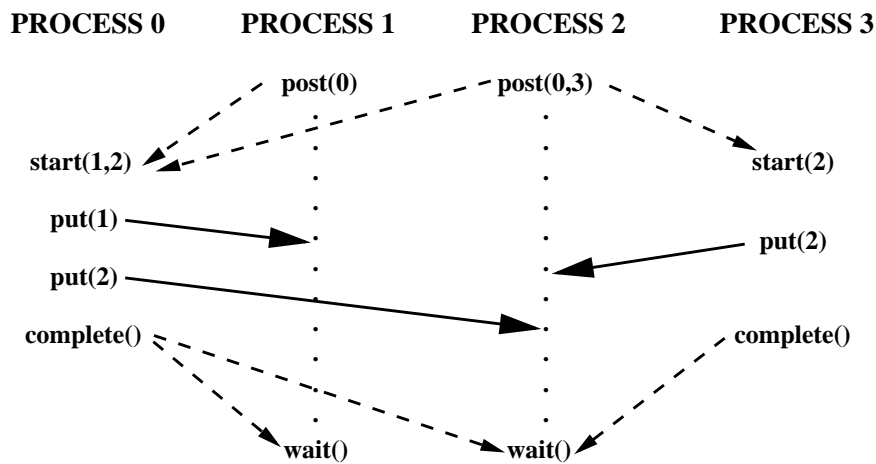 PROCESS 0 PROCESS 1 PROCESS 2 PROCESS 3
post(0) post(0,3)
start(1,2) start(2)
put(1)
put(2)
put(2)
complete() complete()
wait() wait()